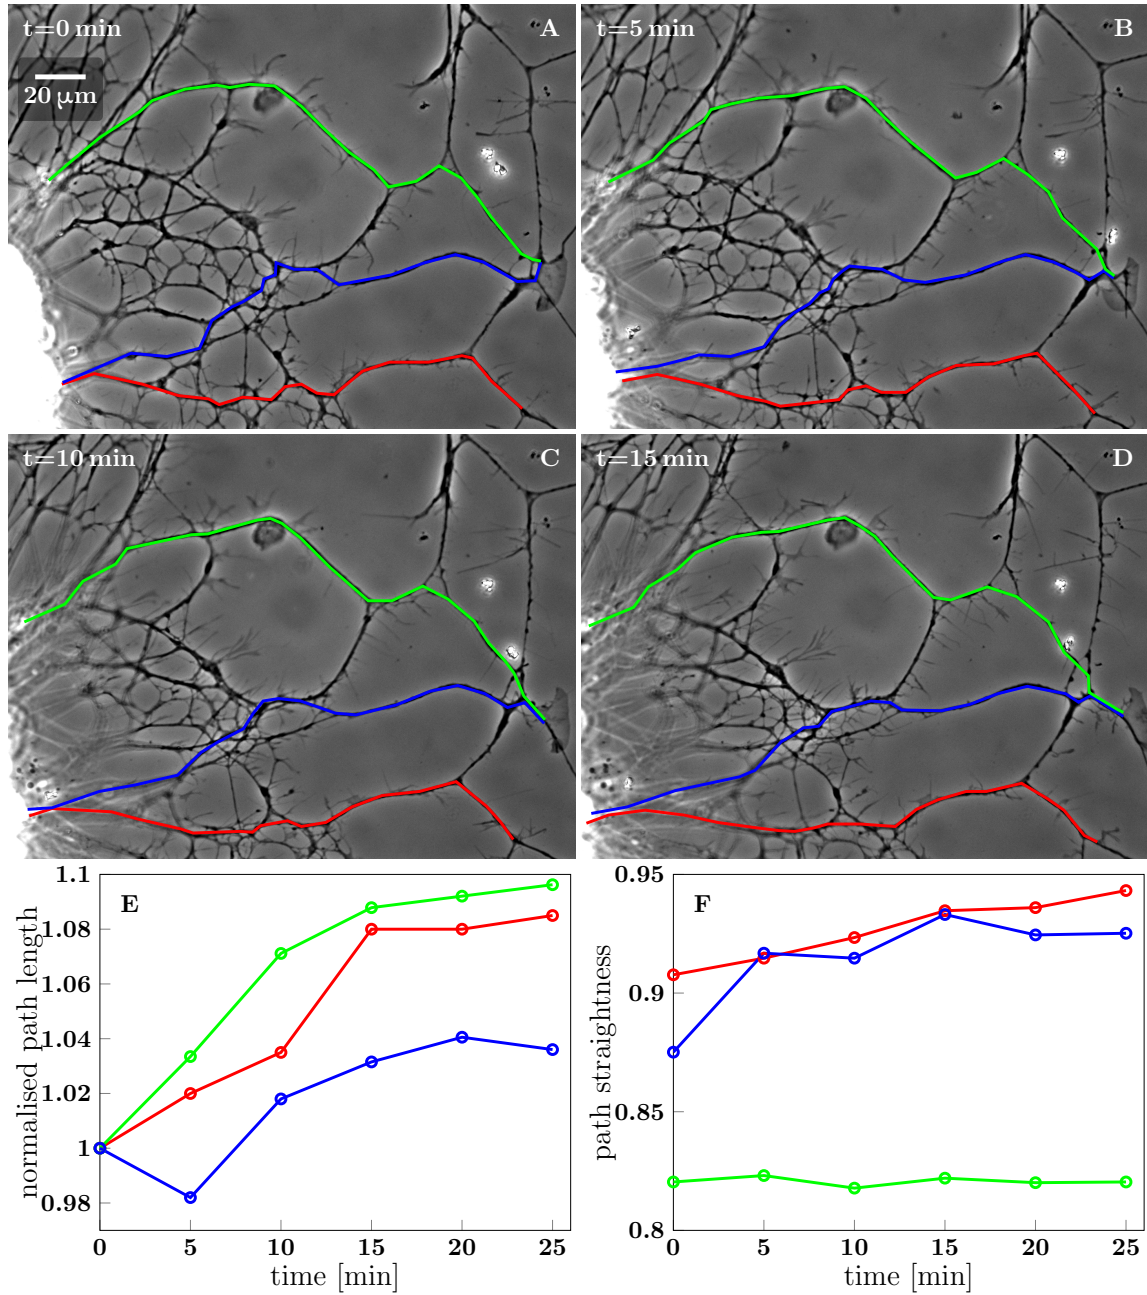 t=0 min A
20 μm
t=5 min B
t=10 min C
t=15 min D
E
normalised path length
1.1
1.08
1.06
1.04
1.02
1
0.98
0 5 10 15 20 25
time [min]
F
path straightness
0.95
0.9
0.85
0.8
0 5 10 15 20 25
time [min]